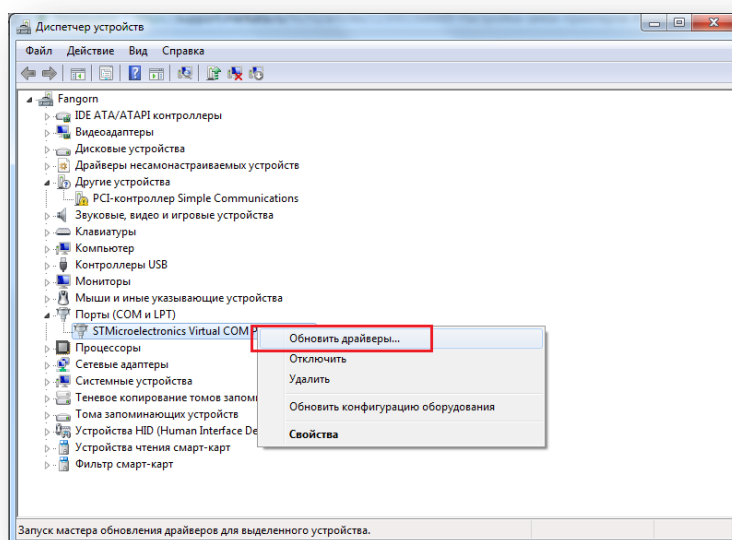 Диспетчер устройств
Файл Действие Вид Справка
Fangorn
IDE ATA/ATAPI контроллеры
Видеоадаптеры
Дисковые устройства
Драйверы несамонастраиваемых устройств
Другие устройства
PCI-контроллер Simple Communications
Звуковые, видео и игровые устройства
Клавиатуры
Компьютер
Контроллеры USB
Мониторы
Мыши и иные указывающие устройства
Порты (COM и LPT)
STMicroelectronics Virtual COM P
Обновить драйверы...
Отключить
Удалить
Обновить конфигурацию оборудования
Свойства
Процессоры
Сетевые адаптеры
Системные устройства
Теневое копирование томов запом
Тома запоминающих устройств
Устройства HID (Human Interface De
Устройства чтения смарт-карт
Фильтр смарт-карт
Запуск мастера обновления драйверов для выделенного устройства.